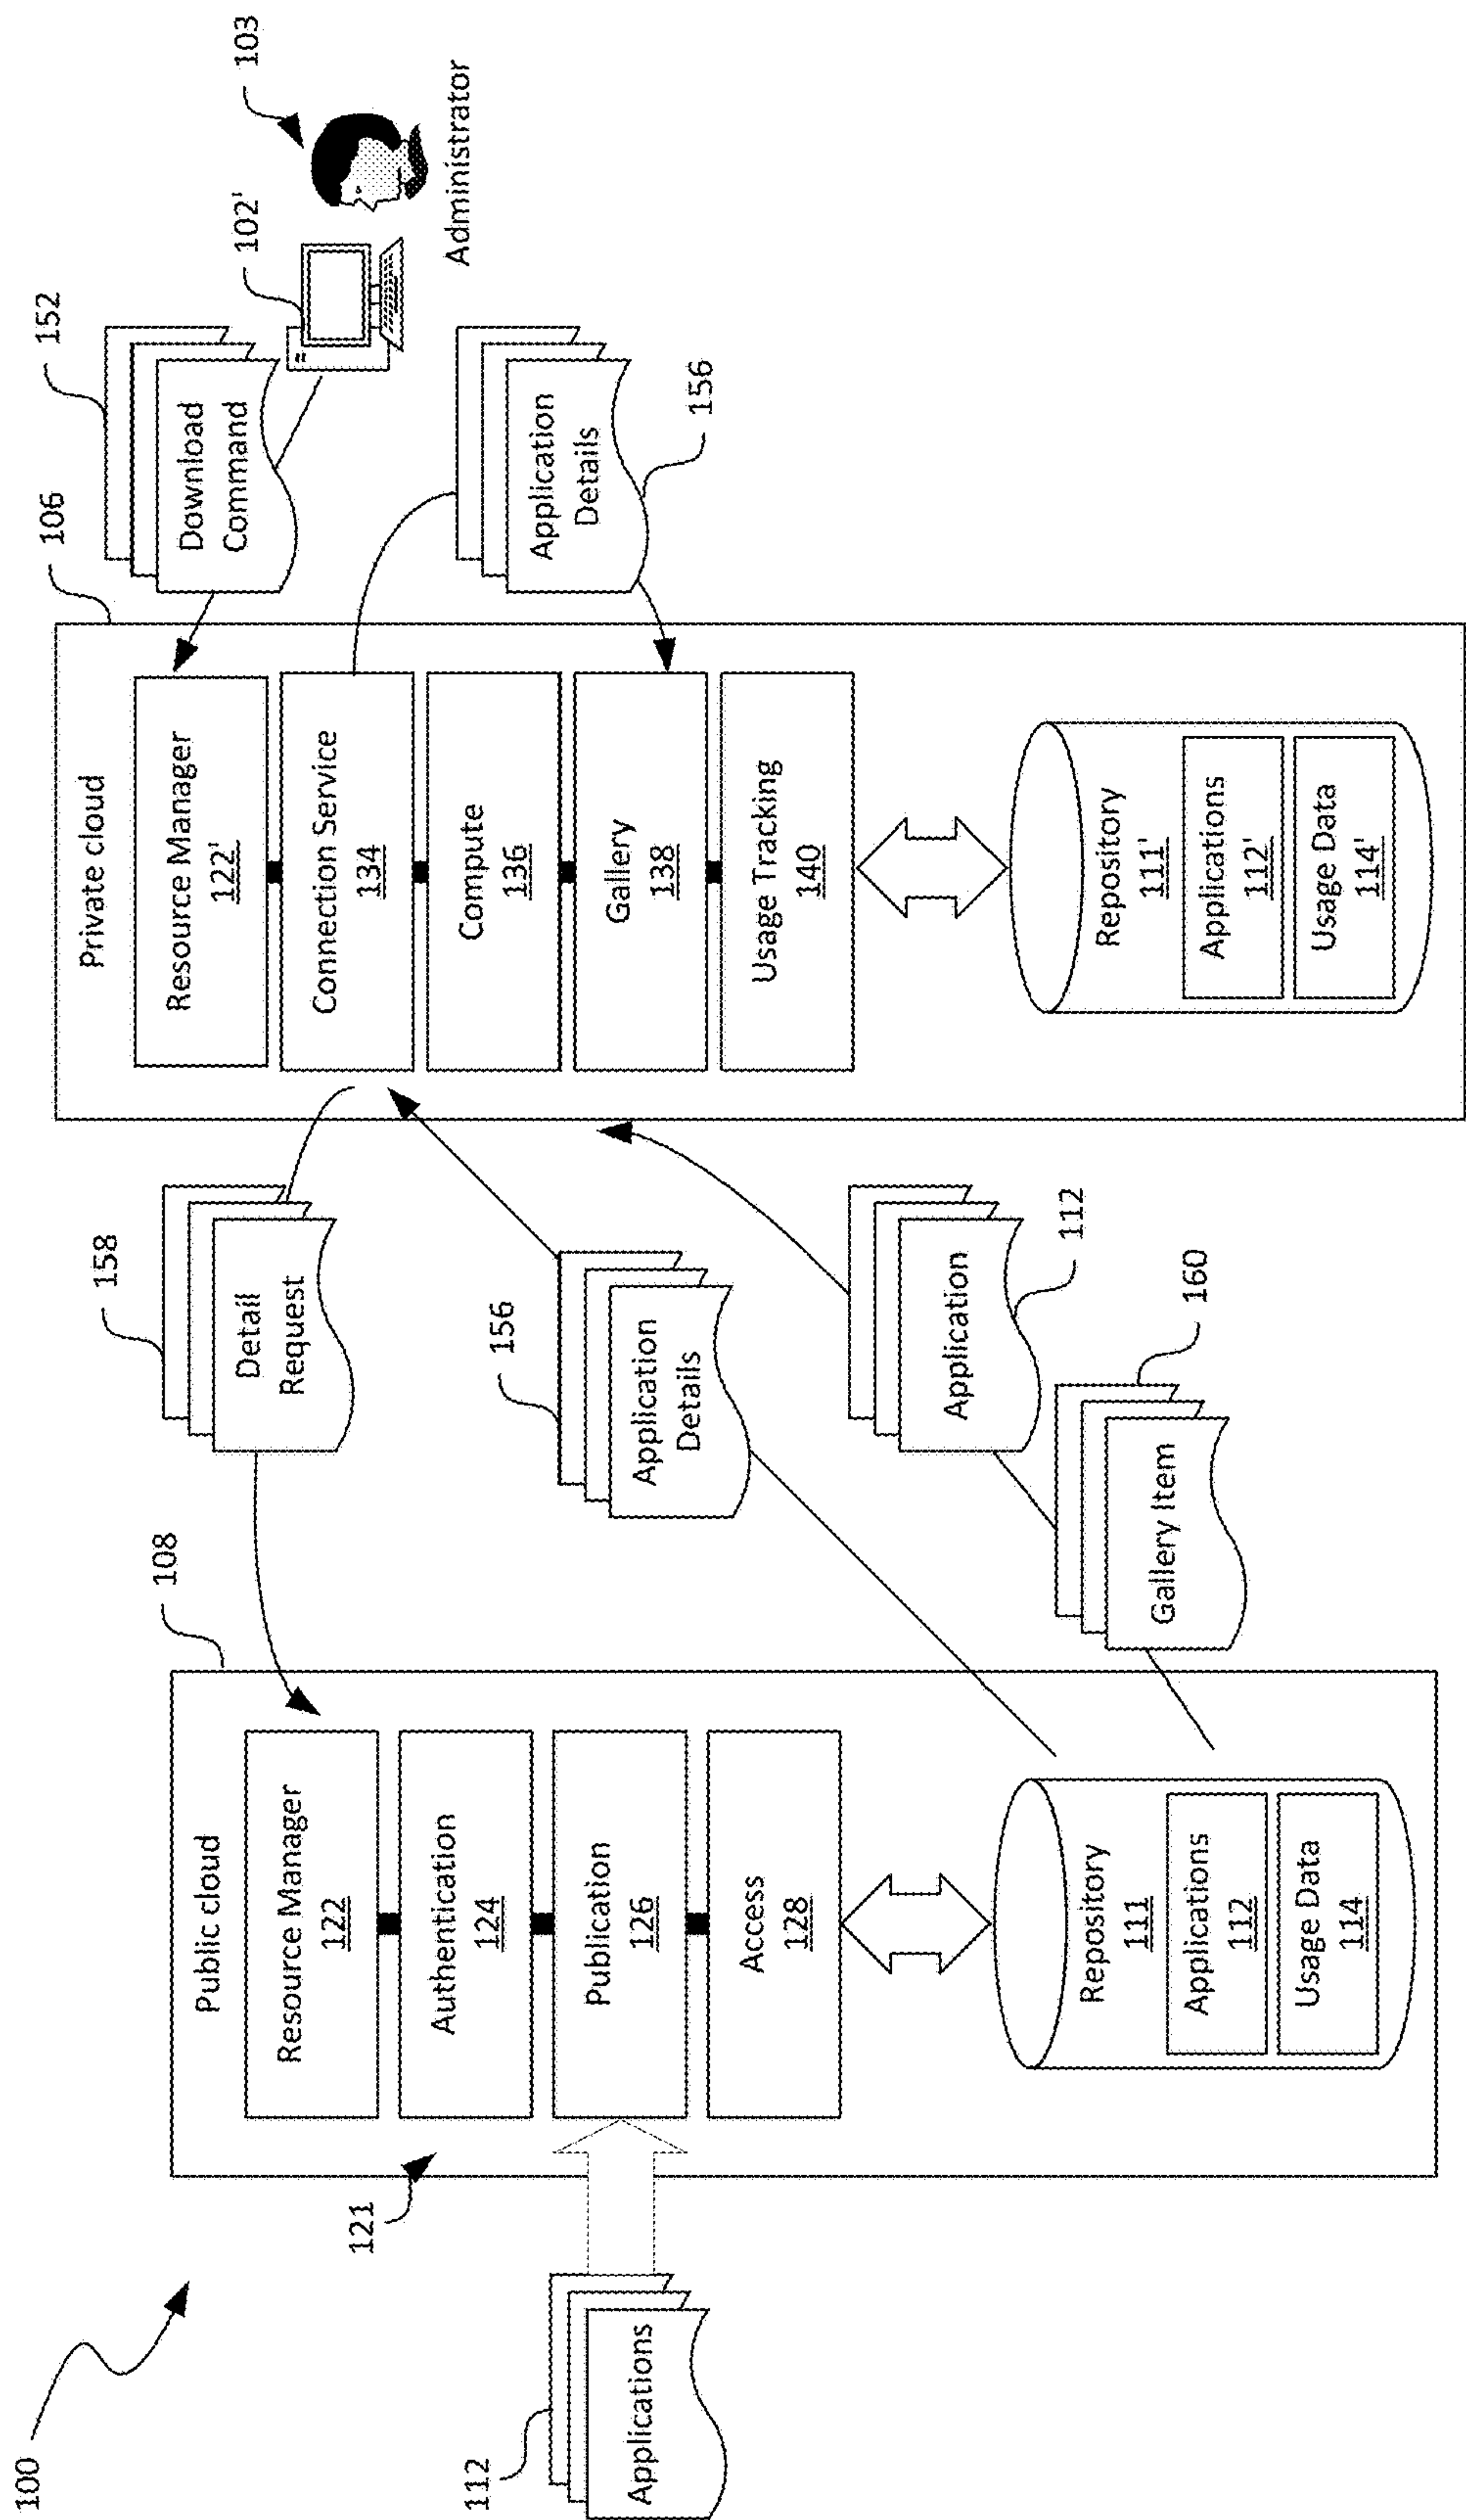 100
112
Applications
121
108
Public cloud
Resource Manager
122
Authentication
124
Publication
126
Access
128
Repository
111
Applications
112
Usage Data
114
158
Detail
Request
156
Application
Details
Application
112
160
Gallery Item
106
Private cloud
Resource Manager
122'
Connection Service
134
Compute
136
Gallery
138
Usage Tracking
140
Repository
111'
Applications
112'
Usage Data
114'
152
Download
Command
102'
103
Administrator
Application
Details
156